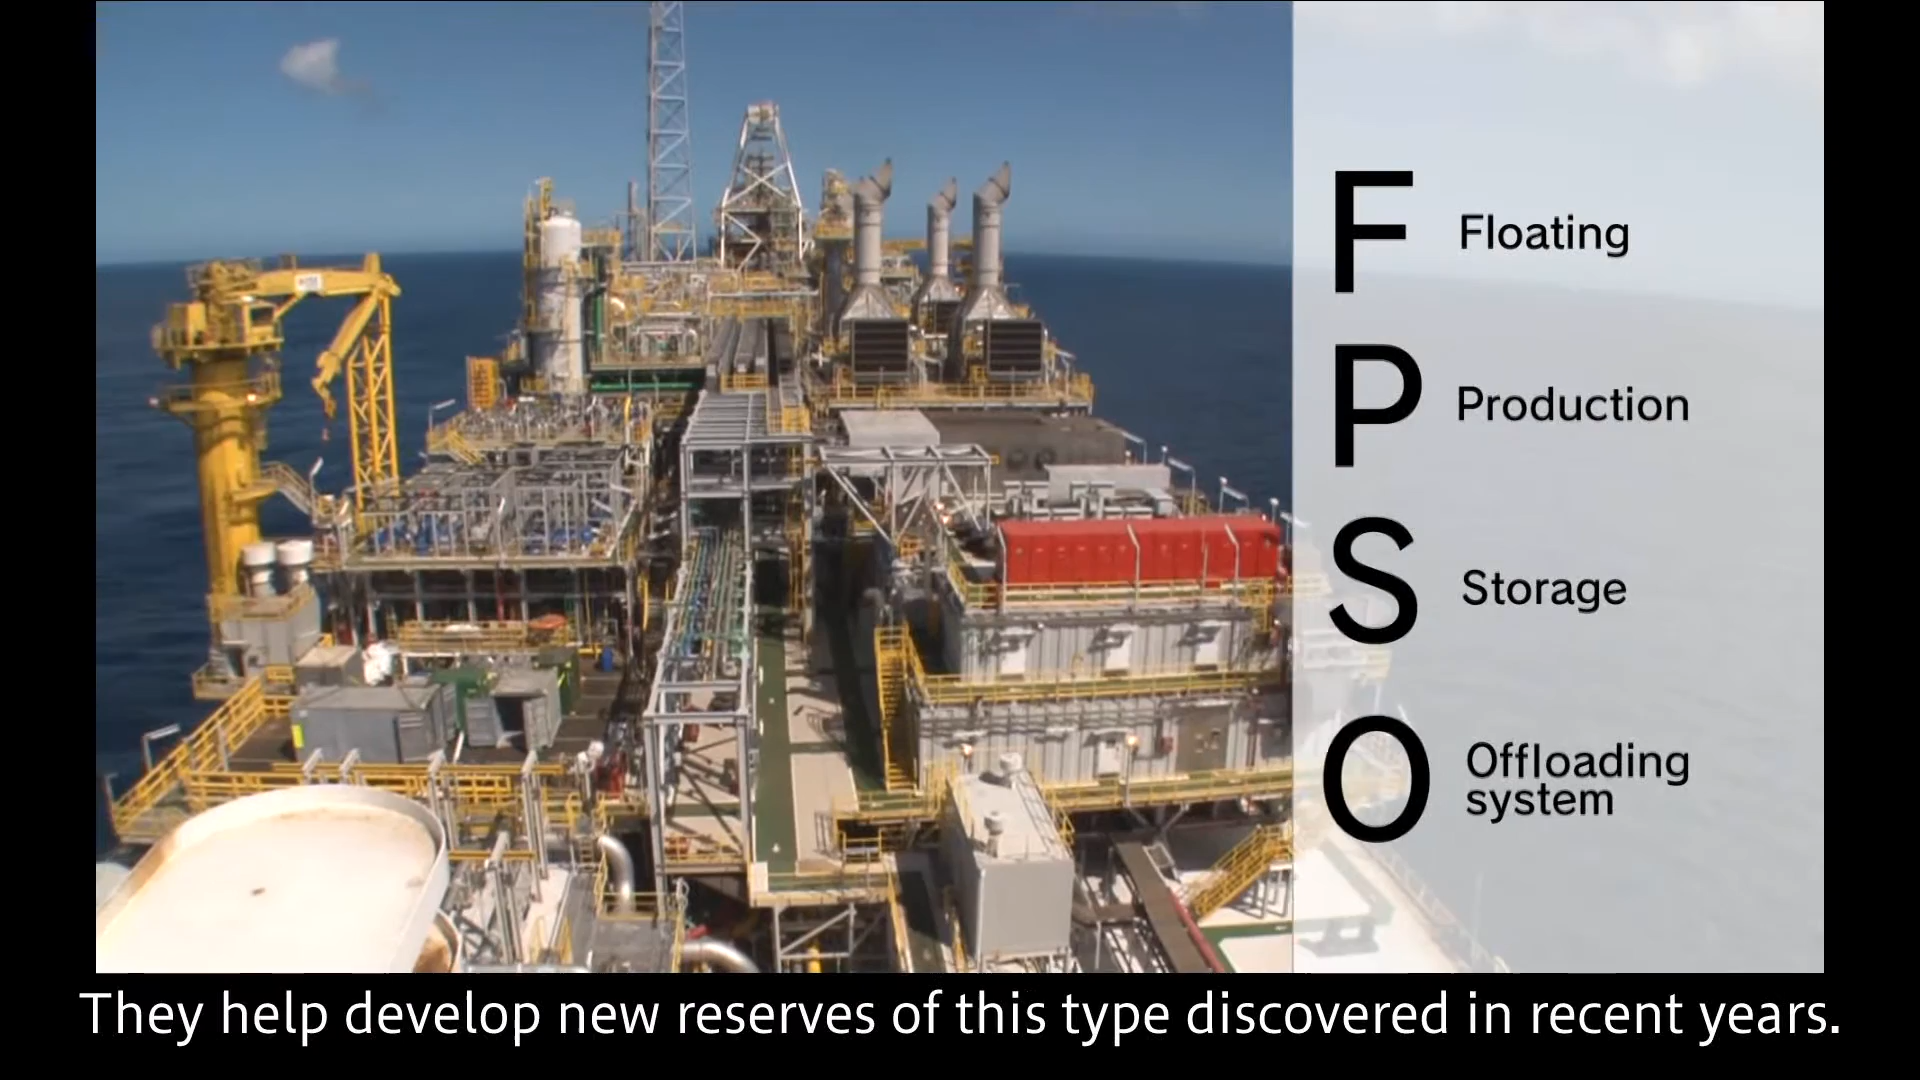 F Floating
P Production
S Storage
O Offloading
system
They help develop new reserves of this type discovered in recent years.